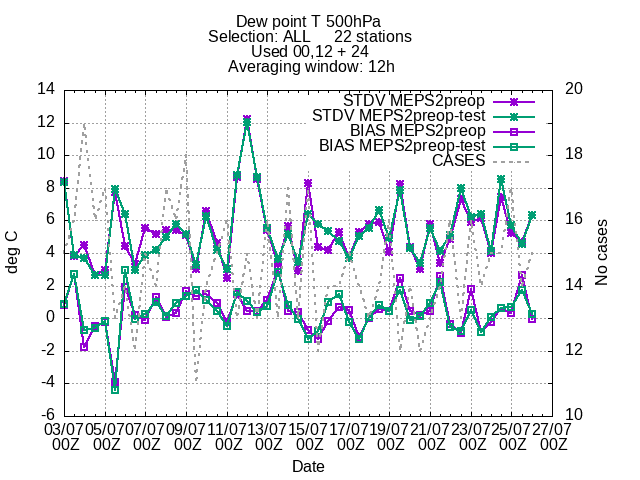 Dew point T 500hPa
Selection: ALL 22 stations
Used 00,12 + 24
Averaging window: 12h
14 20
STDV MEPS2preop
STDV MEPS2preop-test
12
BIAS MEPS2preop
BIAS MEPS2preop-test
CASES
10 18
8
6 16
4
2 14
0
-2 12
-4
-6 10
deg C
No cases
03/07 05/07 07/07 09/07 11/07 13/07 15/07 17/07 19/07 21/07 23/07 25/07 27/07
00Z 00Z 00Z 00Z 00Z 00Z 00Z 00Z 00Z 00Z 00Z 00Z 00Z
Date